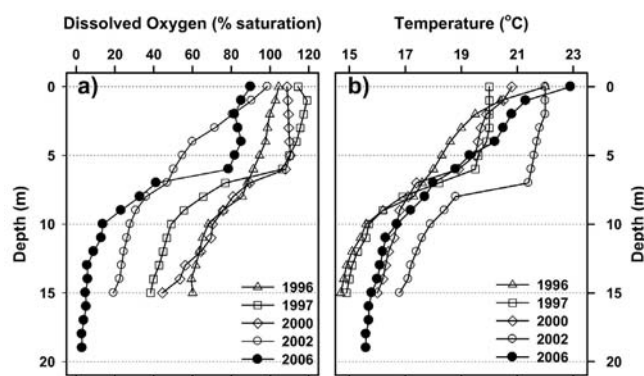 Dissolved Oxygen (% saturation)
0 20 40 60 80 100 120
Temperature (°C)
15 17 19 21 23
a)
b)
Depth (m)
0
5
10
15
20
1996
1997
2000
2002
2006
1996
1997
2000
2002
2006
0
5
10
15
20
Depth (m)